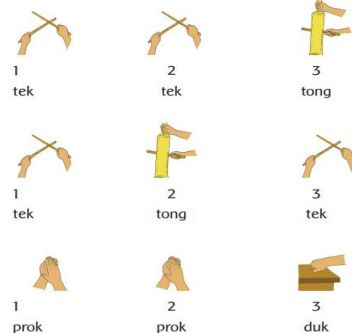 1 2 3
tek tek tong
1 2 3
tek tong tek
1 2 3
prok prok duk